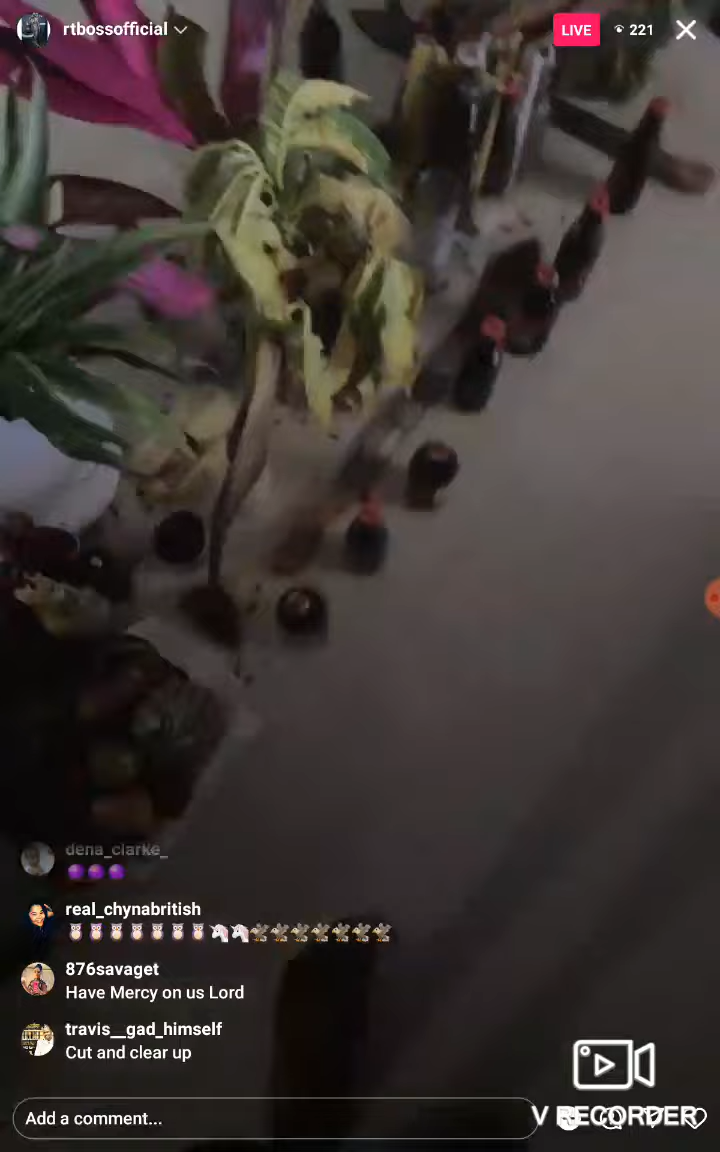 rtbossofficial
LIVE
221
dena_clarke_
real_chynabritish
876savaget
Have Mercy on us Lord
travis__gad_himself
Cut and clear up
Add a comment...
V RECORDER